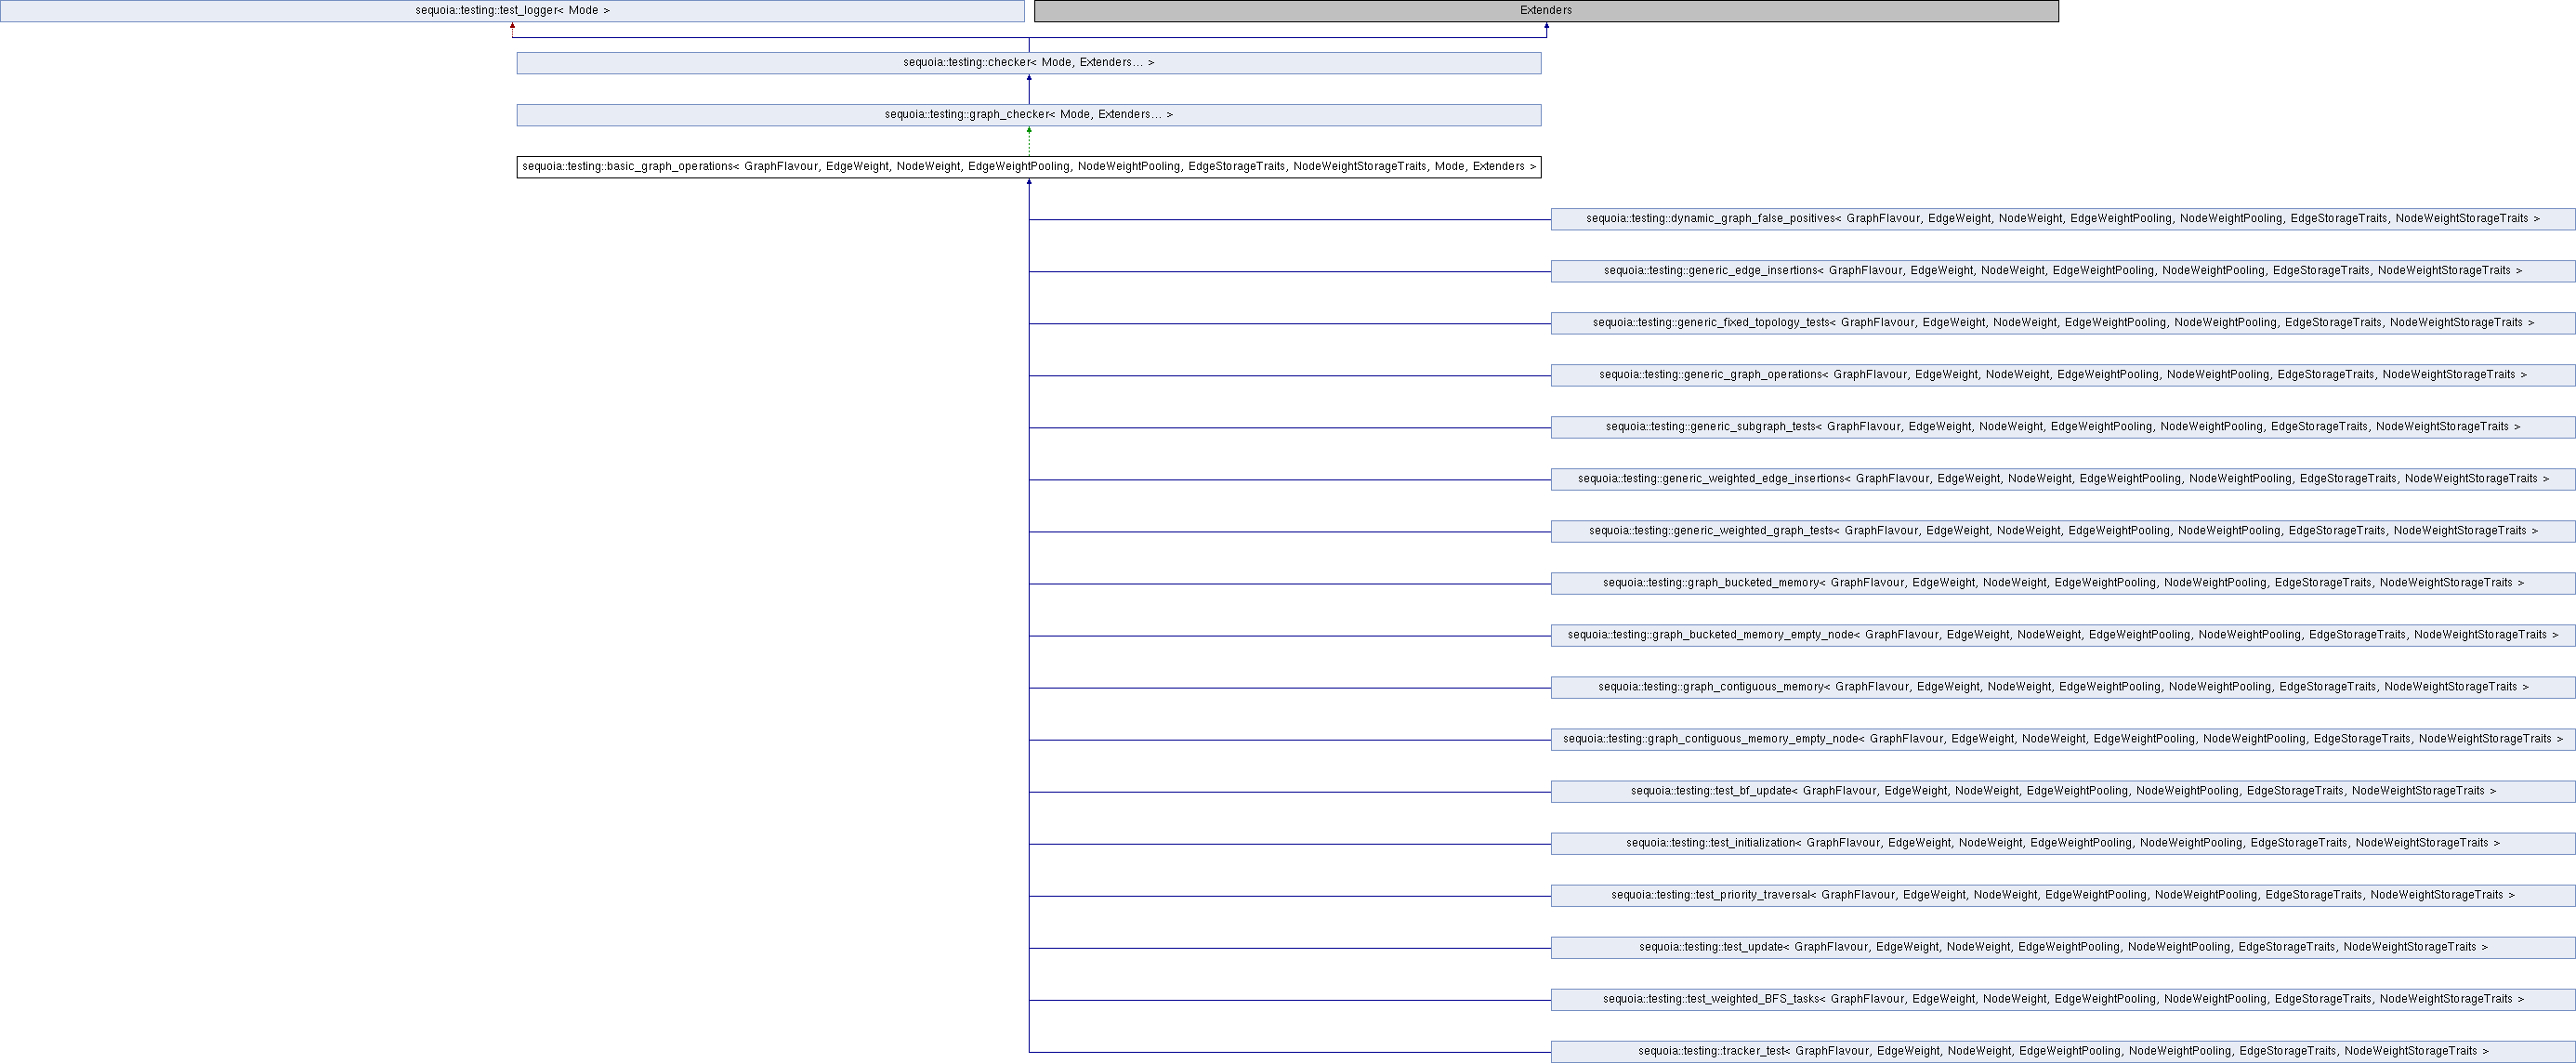 sequoia::testing::test_logger< Mode >
Extenders
sequoia::testing::checker< Mode, Extenders... >
sequoia::testing::graph_checker< Mode, Extenders... >
sequoia::testing::basic_graph_operations< GraphFlavour, EdgeWeight, NodeWeight, EdgeWeightPooling, NodeWeightPooling, EdgeStorageTraits, NodeWeightStorageTraits, Mode, Extenders >
sequoia::testing::dynamic_graph_false_positives< GraphFlavour, EdgeWeight, NodeWeight, EdgeWeightPooling, NodeWeightPooling, EdgeStorageTraits, NodeWeightStorageTraits >
sequoia::testing::generic_edge_insertions< GraphFlavour, EdgeWeight, NodeWeight, EdgeWeightPooling, NodeWeightPooling, EdgeStorageTraits, NodeWeightStorageTraits >
sequoia::testing::generic_fixed_topology_tests< GraphFlavour, EdgeWeight, NodeWeight, EdgeWeightPooling, NodeWeightPooling, EdgeStorageTraits, NodeWeightStorageTraits >
sequoia::testing::generic_graph_operations< GraphFlavour, EdgeWeight, NodeWeight, EdgeWeightPooling, NodeWeightPooling, EdgeStorageTraits, NodeWeightStorageTraits >
sequoia::testing::generic_subgraph_tests< GraphFlavour, EdgeWeight, NodeWeight, EdgeWeightPooling, NodeWeightPooling, EdgeStorageTraits, NodeWeightStorageTraits >
sequoia::testing::generic_weighted_edge_insertions< GraphFlavour, EdgeWeight, NodeWeight, EdgeWeightPooling, NodeWeightPooling, EdgeStorageTraits, NodeWeightStorageTraits >
sequoia::testing::generic_weighted_graph_tests< GraphFlavour, EdgeWeight, NodeWeight, EdgeWeightPooling, NodeWeightPooling, EdgeStorageTraits, NodeWeightStorageTraits >
sequoia::testing::graph_bucketed_memory< GraphFlavour, EdgeWeight, NodeWeight, EdgeWeightPooling, NodeWeightPooling, EdgeStorageTraits, NodeWeightStorageTraits >
sequoia::testing::graph_bucketed_memory_empty_node< GraphFlavour, EdgeWeight, NodeWeight, EdgeWeightPooling, NodeWeightPooling, EdgeStorageTraits, NodeWeightStorageTraits >
sequoia::testing::graph_contiguous_memory< GraphFlavour, EdgeWeight, NodeWeight, EdgeWeightPooling, NodeWeightPooling, EdgeStorageTraits, NodeWeightStorageTraits >
sequoia::testing::graph_contiguous_memory_empty_node< GraphFlavour, EdgeWeight, NodeWeight, EdgeWeightPooling, NodeWeightPooling, EdgeStorageTraits, NodeWeightStorageTraits >
sequoia::testing::test_bf_update< GraphFlavour, EdgeWeight, NodeWeight, EdgeWeightPooling, NodeWeightPooling, EdgeStorageTraits, NodeWeightStorageTraits >
sequoia::testing::test_initialization< GraphFlavour, EdgeWeight, NodeWeight, EdgeWeightPooling, NodeWeightPooling, EdgeStorageTraits, NodeWeightStorageTraits >
sequoia::testing::test_priority_traversal< GraphFlavour, EdgeWeight, NodeWeight, EdgeWeightPooling, NodeWeightPooling, EdgeStorageTraits, NodeWeightStorageTraits >
sequoia::testing::test_update< GraphFlavour, EdgeWeight, NodeWeight, EdgeWeightPooling, NodeWeightPooling, EdgeStorageTraits, NodeWeightStorageTraits >
sequoia::testing::test_weighted_BFS_tasks< GraphFlavour, EdgeWeight, NodeWeight, EdgeWeightPooling, NodeWeightPooling, EdgeStorageTraits, NodeWeightStorageTraits >
sequoia::testing::tracker_test< GraphFlavour, EdgeWeight, NodeWeight, EdgeWeightPooling, NodeWeightPooling, EdgeStorageTraits, NodeWeightStorageTraits >